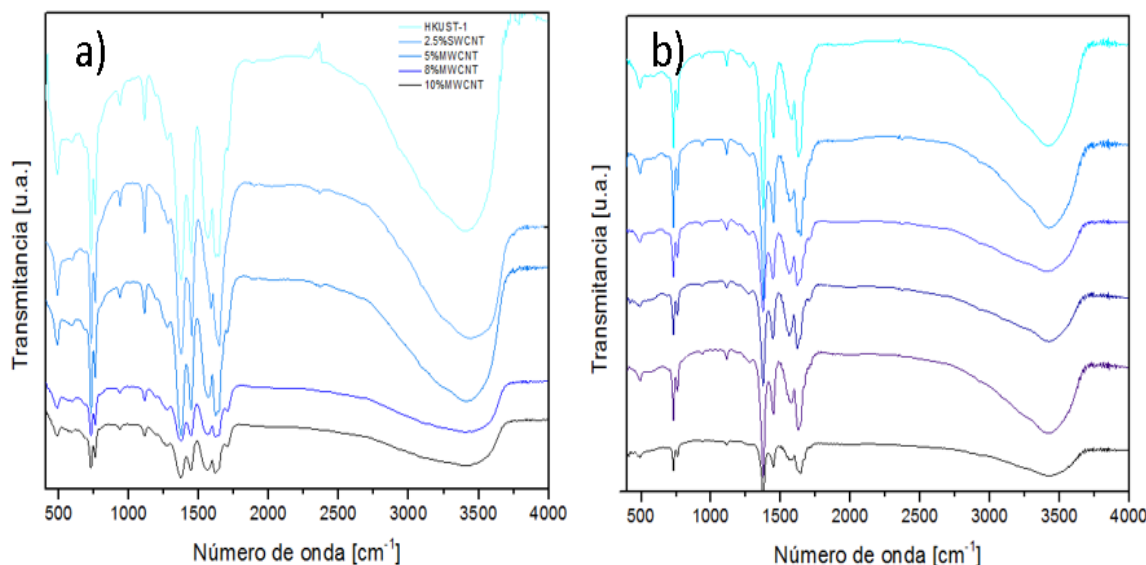 a)
HKUST-1
2.5%SWCNT
5%MWCNT
8%MWCNT
10%MWCNT
Transmitancia [u.a.]
500 1000 1500 2000 2500 3000 3500 4000
Número de onda [cm⁻¹]
b)
Transmitancia [u.a.]
500 1000 1500 2000 2500 3000 3500 4000
Número de onda [cm⁻¹]